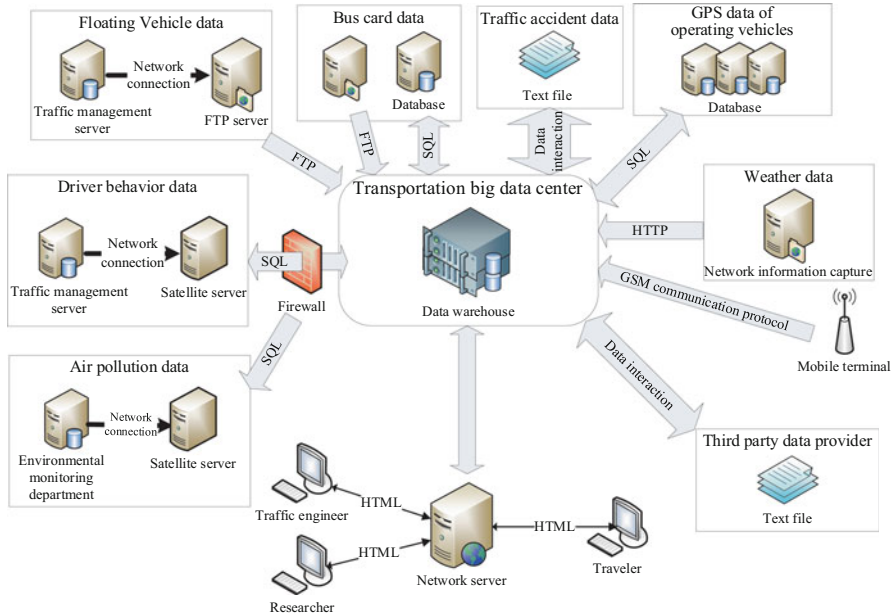 Floating Vehicle data
Network
connection
Traffic management
server
FTP server
Bus card data
Database
Traffic accident data
Text file
GPS data of
operating vehicles
Database
FTP
FTP
SQL
Data
interaction
SQL
Driver behavior data
Network
connection
Traffic management
server
Satellite server
SQL
Firewall
Transportation big data center
Data warehouse
HTTP
Weather data
Network information capture
GSM communication protocol
Mobile terminal
SQL
Air pollution data
Network
connection
Environmental
monitoring
department
Satellite server
Data interaction
Third party data provider
Text file
Traffic engineer
HTML
Researcher
HTML
Network server
HTML
Traveler